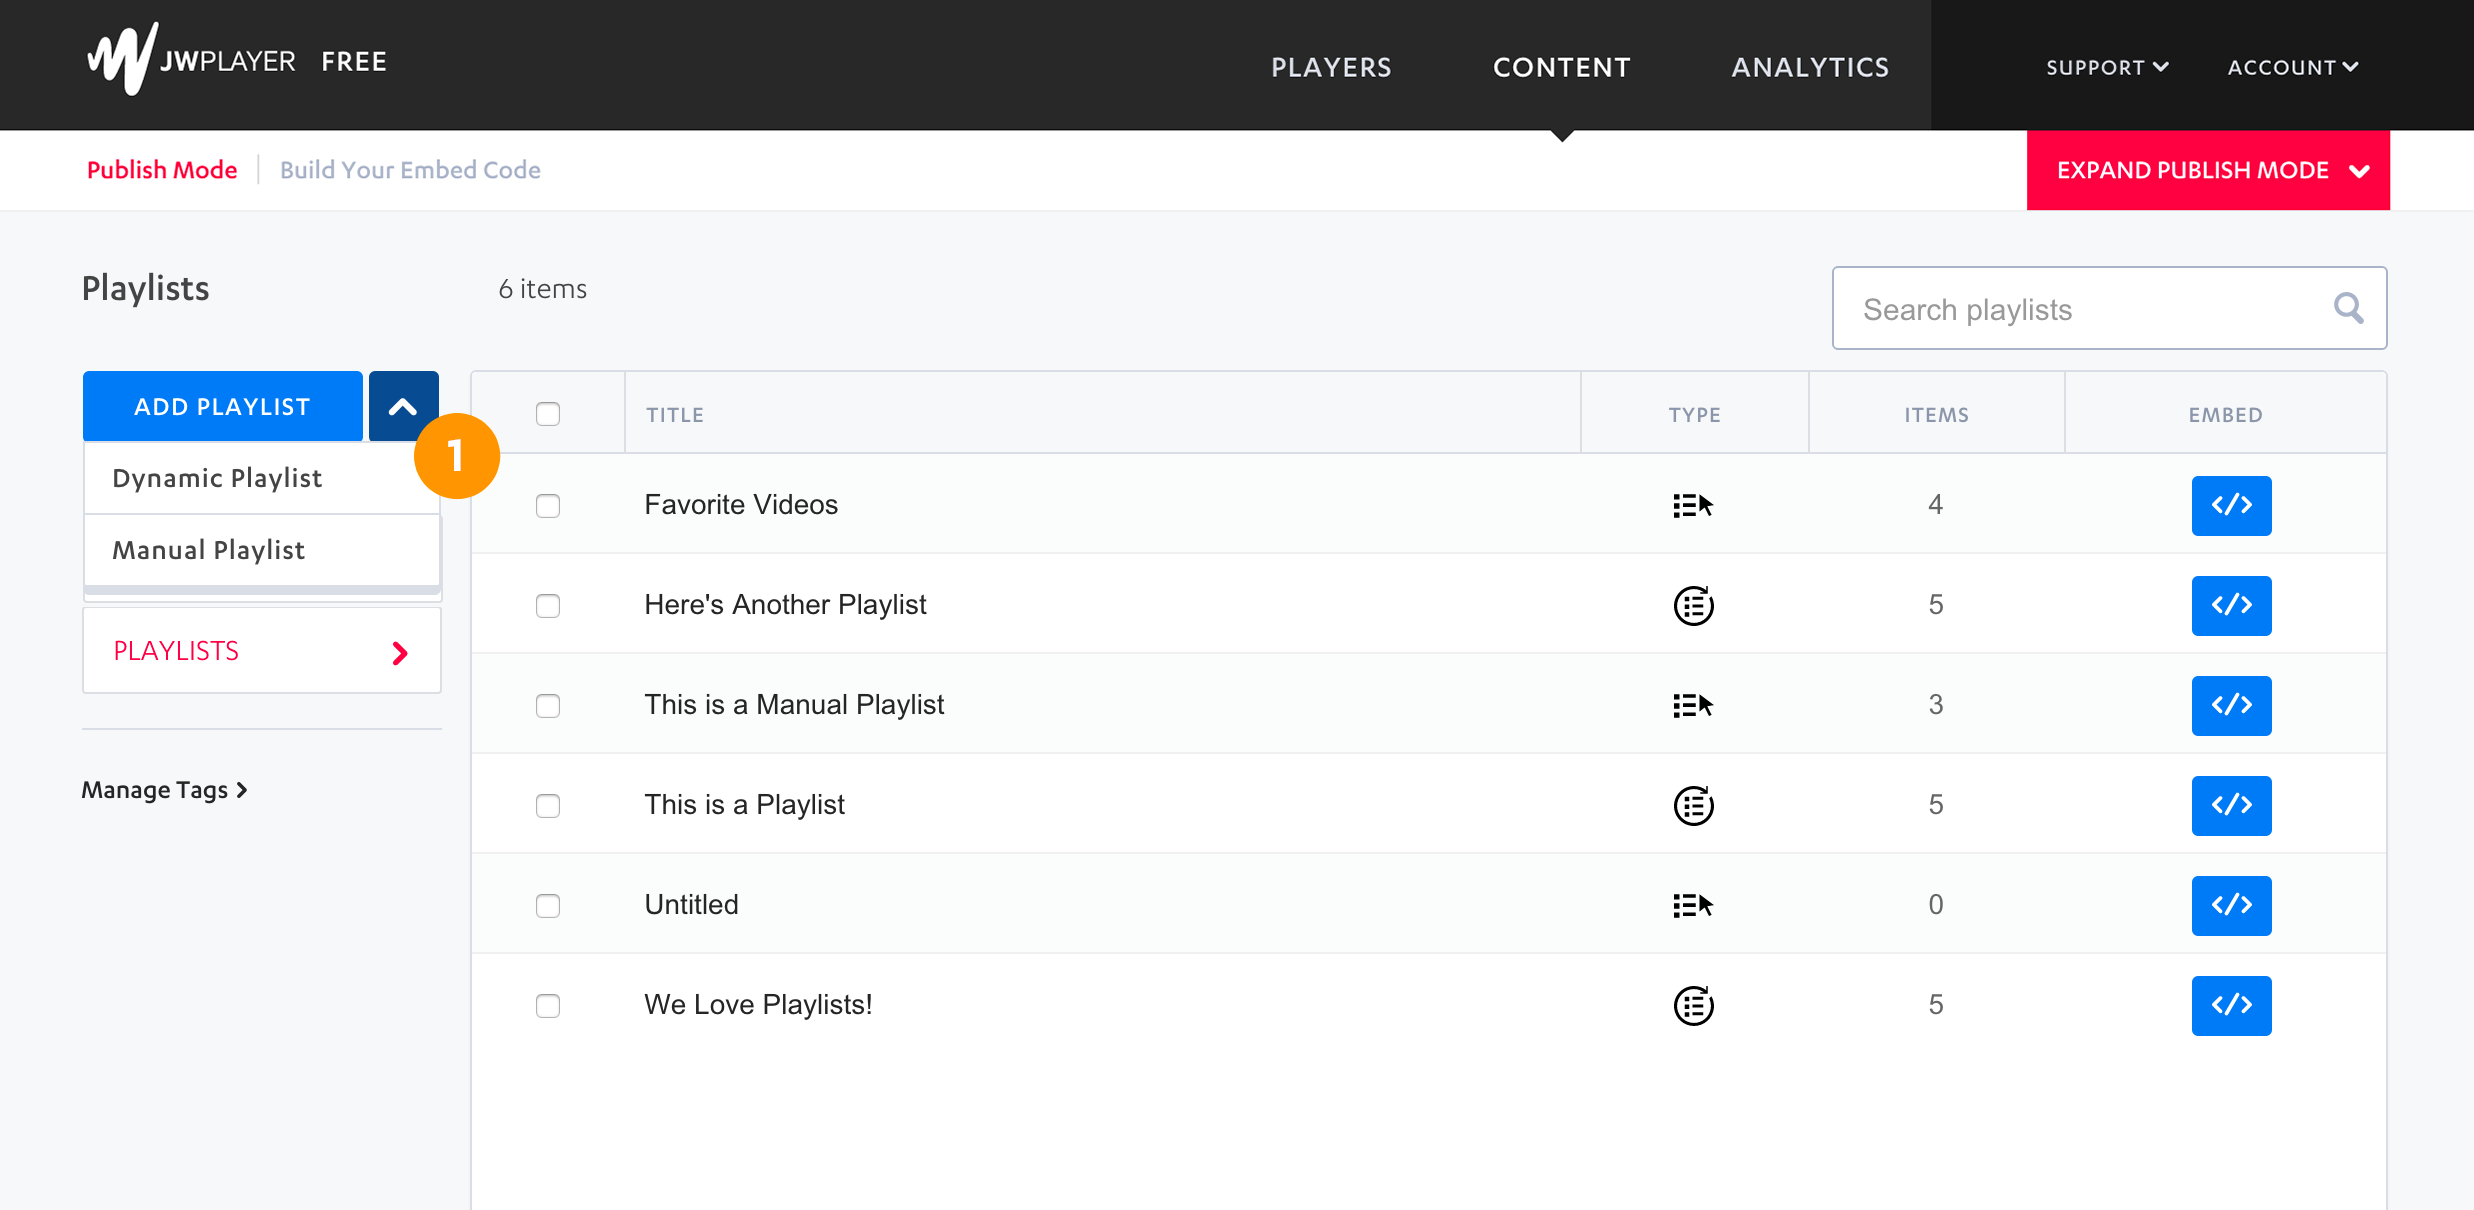 JWPLAYER FREE
PLAYERS CONTENT ANALYTICS SUPPORT ACCOUNT
Publish Mode Build Your Embed Code EXPAND PUBLISH MODE
Playlists 6 items Search playlists
ADD PLAYLIST
1
Dynamic Playlist
Manual Playlist
PLAYLISTS
Manage Tags
TITLE TYPE ITEMS EMBED
Favorite Videos 4 </>
Here's Another Playlist 5 </>
This is a Manual Playlist 3 </>
This is a Playlist 5 </>
Untitled 0 </>
We Love Playlists! 5 </>